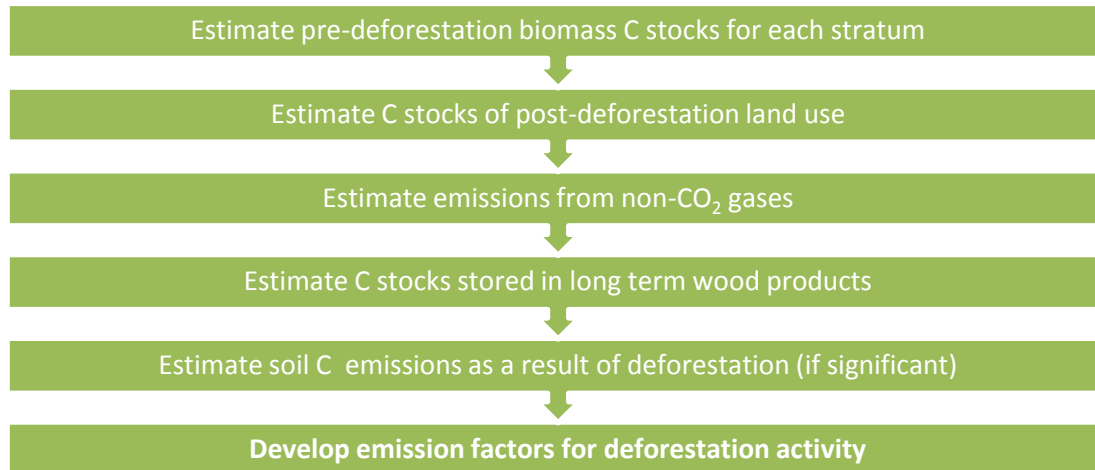 Estimate pre-deforestation biomass C stocks for each stratum
Estimate C stocks of post-deforestation land use
Estimate emissions from non-CO₂ gases
Estimate C stocks stored in long term wood products
Estimate soil C emissions as a result of deforestation (if significant)
Develop emission factors for deforestation activity